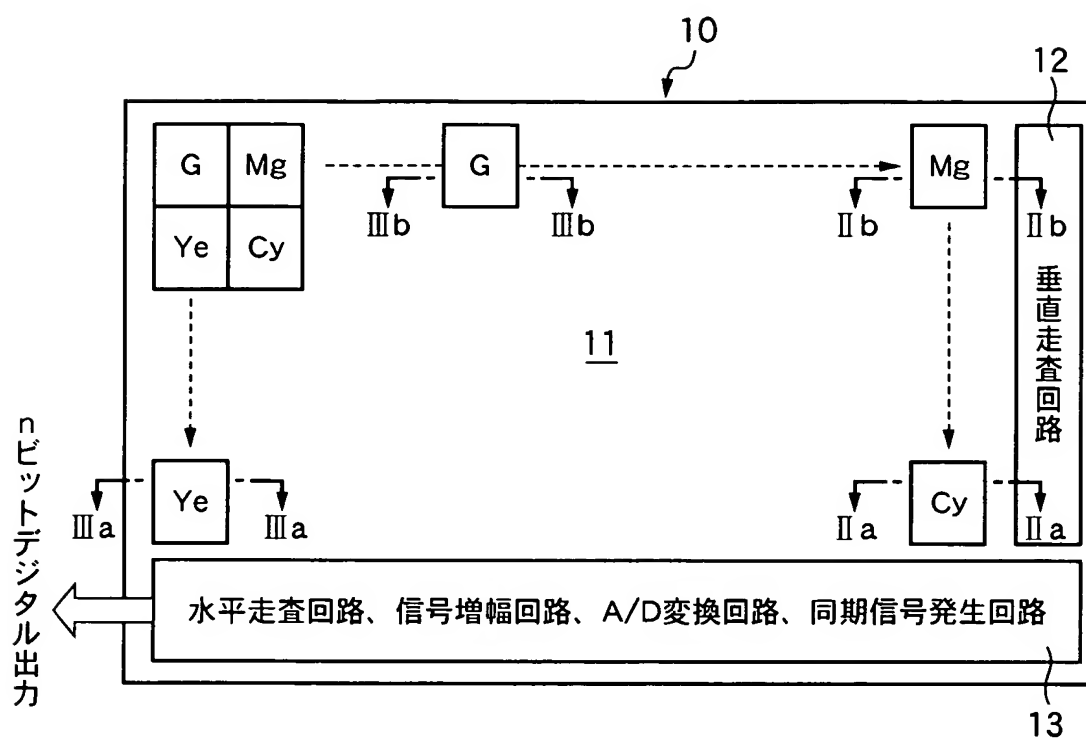 10
12
G Mg
G
Mg
Ⅲb Ⅲb
Ⅱb Ⅱb
Ye Cy
垂直走査回路
11
nビットデジタル出力
Ye
Cy
Ⅲa Ⅲa
Ⅱa Ⅱa
水平走査回路、信号増幅回路、A/D変換回路、同期信号発生回路
13